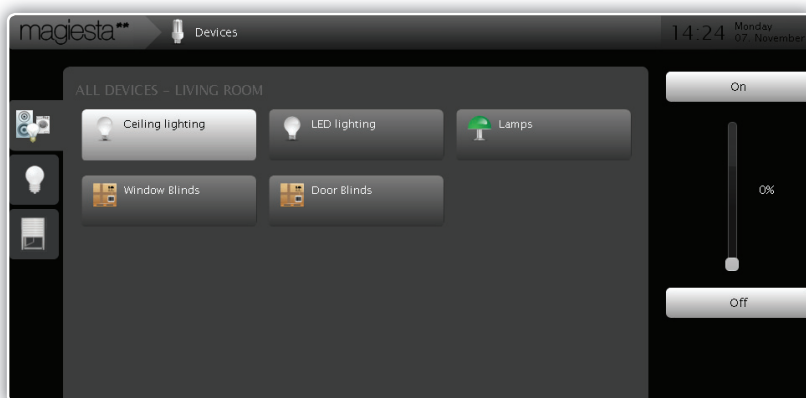 magiesta
Devices
14:24
Monday
07. November
ALL DEVICES – LIVING ROOM
Ceiling lighting
LED lighting
Lamps
Window Blinds
Door Blinds
On
0%
Off